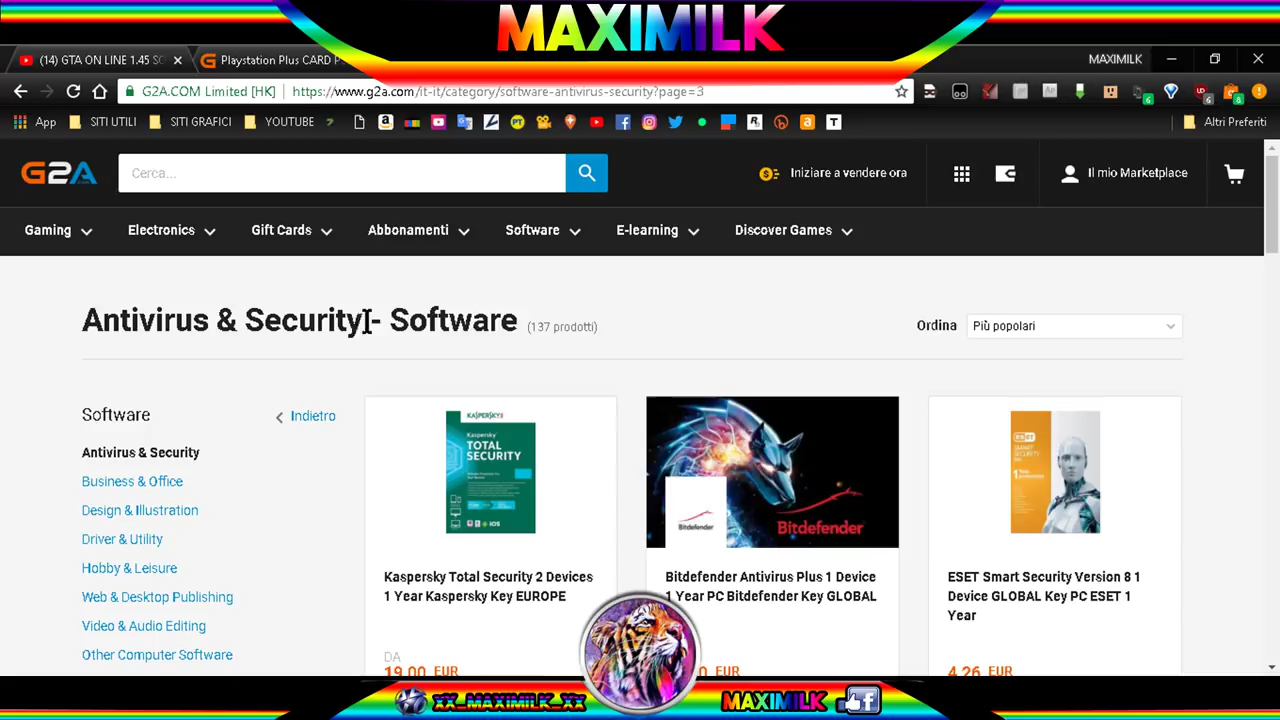 MAXIMILK
(14) GTA ON LINE 1.45 SC
Playstation Plus CARD P
MAXIMILK
G2A.COM Limited [HK]
https://www.g2a.com/it-it/category/software-antivirus-security?page=3
App
SITI UTILI
SITI GRAFICI
YOUTUBE
Altri Preferiti
G2A
Cerca...
Iniziare a vendere ora
Il mio Marketplace
Gaming
Electronics
Gift Cards
Abbonamenti
Software
E-learning
Discover Games
Antivirus & Security - Software (137 prodotti)
Ordina
Più popolari
Software
Indietro
Antivirus & Security
Business & Office
Design & Illustration
Driver & Utility
Hobby & Leisure
Web & Desktop Publishing
Video & Audio Editing
Other Computer Software
KASPERSKY
Kaspersky
TOTAL
SECURITY
Kaspersky Total Security 2 Devices
1 Year Kaspersky Key EUROPE
DA
19.00 EUR
Bitdefender
Bitdefender
Bitdefender Antivirus Plus 1 Device
1 Year PC Bitdefender Key GLOBAL
EUR
ESET
SMART
SECURITY
ESET Smart Security Version 8 1
Device GLOBAL Key PC ESET 1
Year
4.26 EUR
XX_MAXIMILK_XX
MAXIMILK